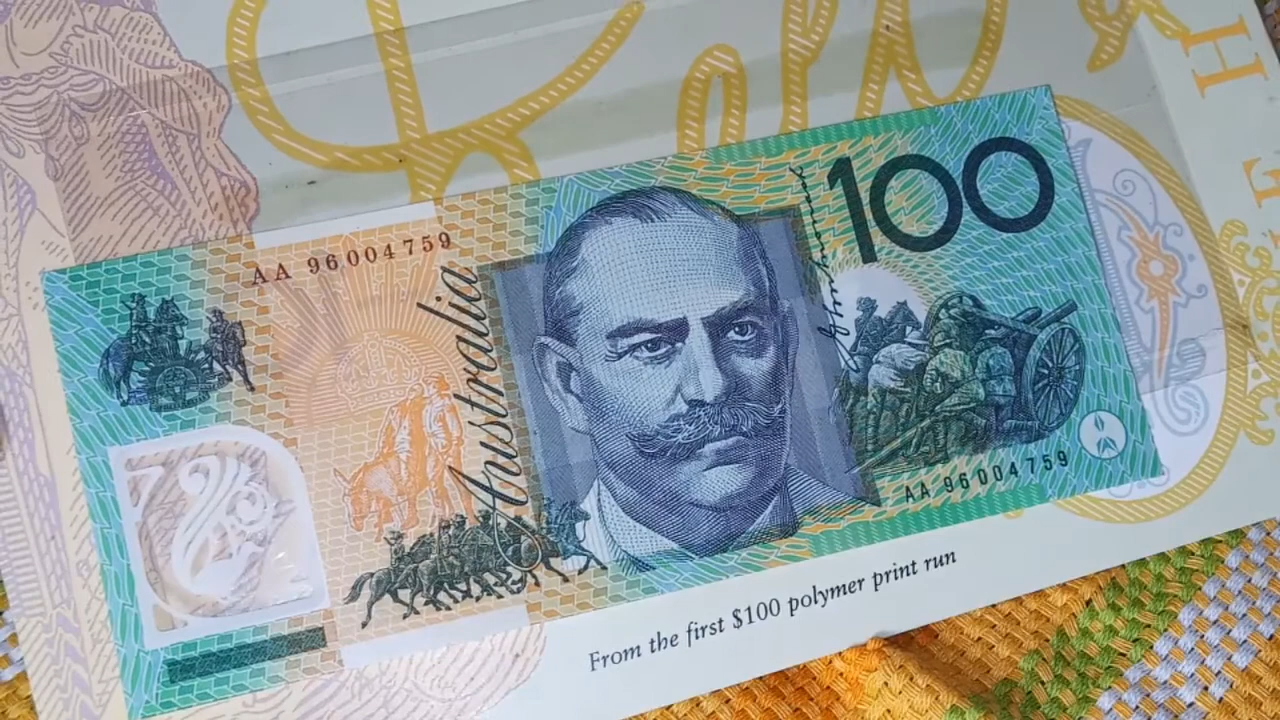 H
AA 96004759
100
Australia
AA 96004759
From the first $100 polymer print run